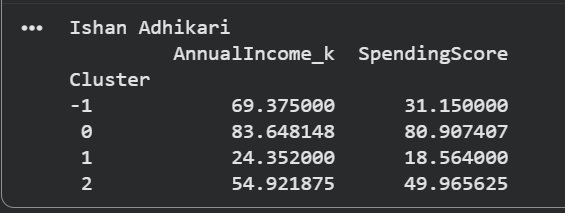 Ishan Adhikari
AnnualIncome_k SpendingScore
Cluster
-1 69.375000 31.150000
0 83.648148 80.907407
1 24.352000 18.564000
2 54.921875 49.965625